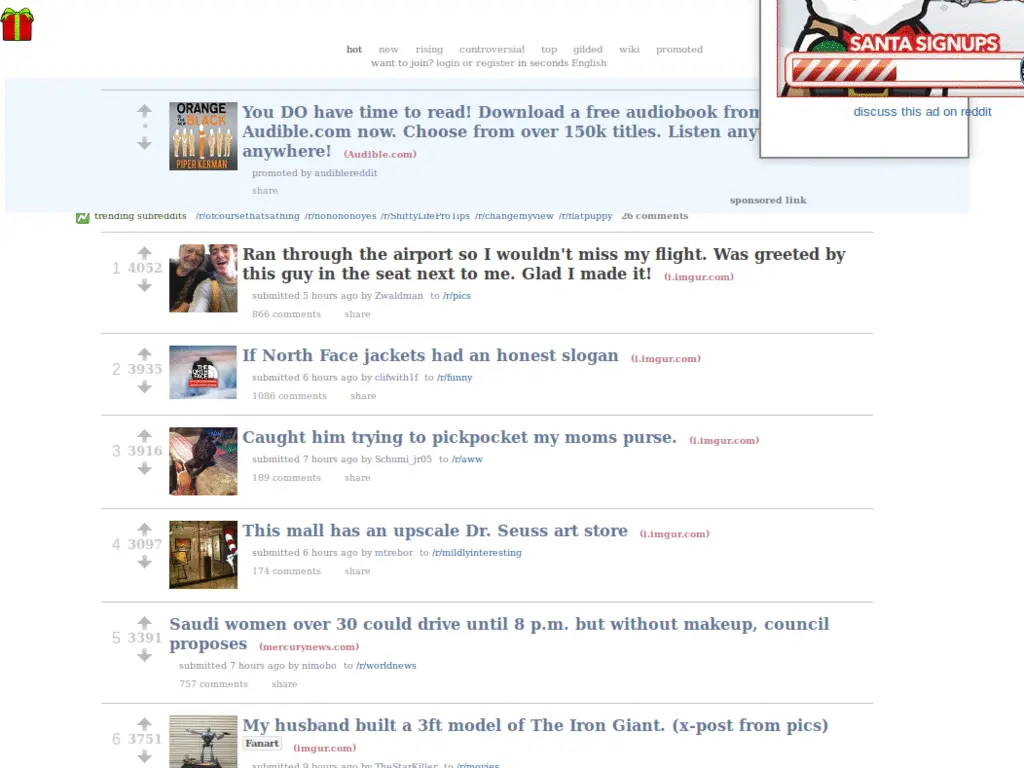 SANTA SIGNUPS
hot new rising controversial top gilded wiki promoted
want to join? login or register in seconds English
discuss this ad on reddit
ORANGE
IS THE NEW
BLACK
PIPER KERMAN
You DO have time to read! Download a free audiobook from
Audible.com now. Choose from over 150k titles. Listen any
anywhere! (Audible.com)
promoted by audiblereddit
share
sponsored link
trending subreddits /r/ofcoursethatsathing /r/nonononoyes /r/ShittyLifeProTips /r/changemyview /r/flatpuppy 26 comments
1 4052
Ran through the airport so I wouldn't miss my flight. Was greeted by
this guy in the seat next to me. Glad I made it! (i.imgur.com)
submitted 5 hours ago by Zwaldman to /r/pics
866 comments share
2 3935
THE
NORTH
FACE
If North Face jackets had an honest slogan (i.imgur.com)
submitted 6 hours ago by clifwith1f to /r/funny
1086 comments share
3 3916
Caught him trying to pickpocket my moms purse. (i.imgur.com)
submitted 7 hours ago by Schumi_jr05 to /r/aww
189 comments share
4 3097
This mall has an upscale Dr. Seuss art store (i.imgur.com)
submitted 6 hours ago by mtrebor to /r/mildlyinteresting
174 comments share
5 3391
Saudi women over 30 could drive until 8 p.m. but without makeup, council
proposes (mercurynews.com)
submitted 7 hours ago by nimobo to /r/worldnews
757 comments share
6 3751
My husband built a 3ft model of The Iron Giant. (x-post from pics)
Fanart (imgur.com)
submitted 9 hours ago by TheStarKiller to /r/movies